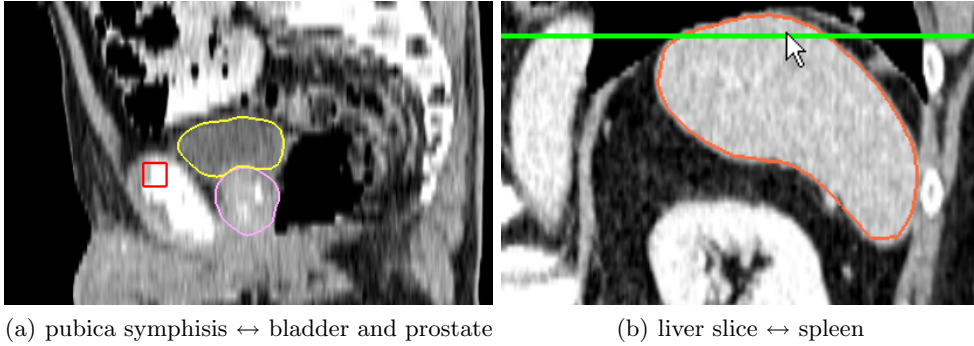 (a) pubica symphisis ↔ bladder and prostate
(b) liver slice ↔ spleen